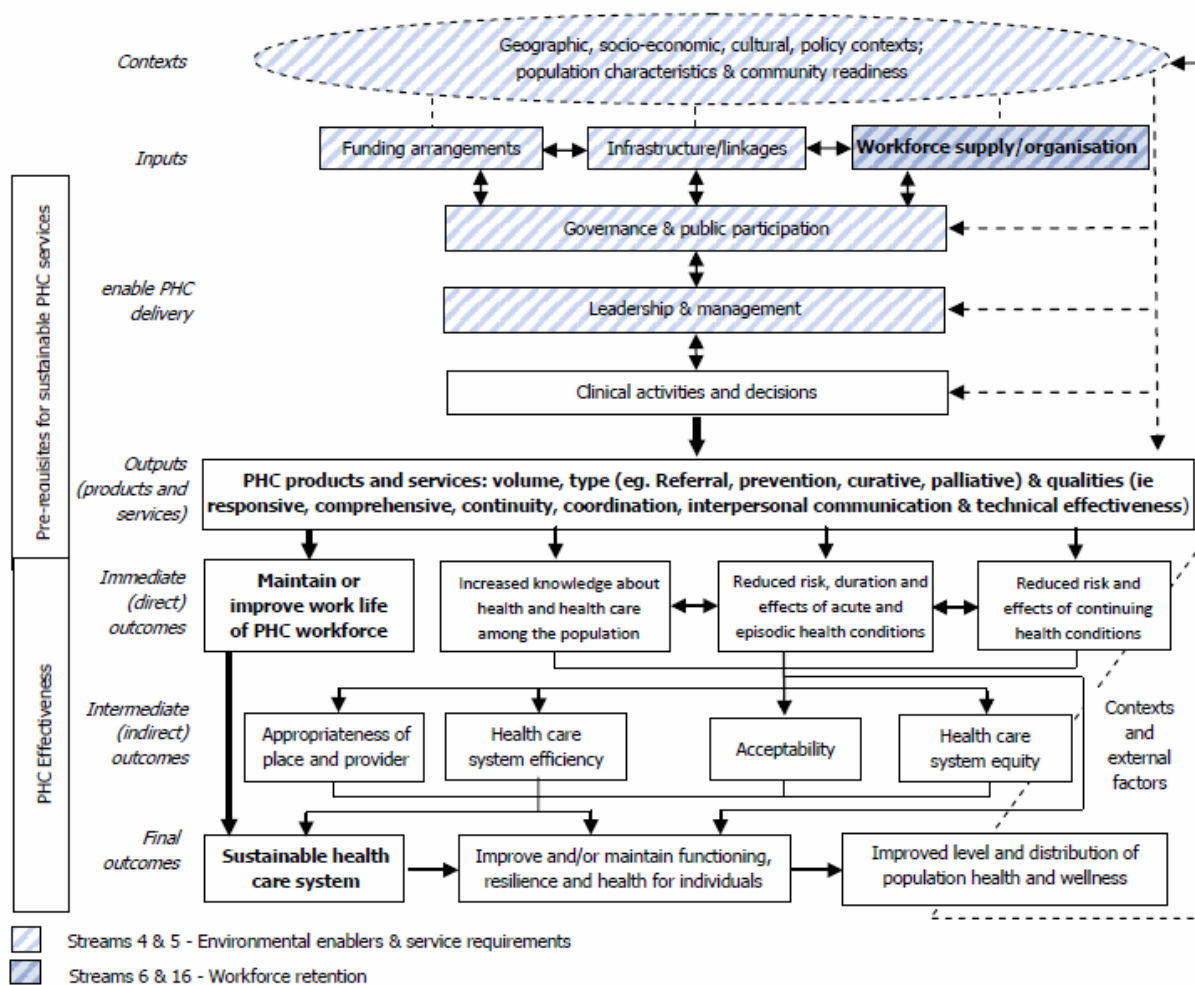 Contexts
Geographic, socio-economic, cultural, policy contexts;
population characteristics & community readiness
Inputs
Funding arrangements
Infrastructure/linkages
Workforce supply/organisation
Pre-requisites for sustainable PHC services
enable PHC
delivery
Governance & public participation
Leadership & management
Clinical activities and decisions
Outputs
(products and
services)
PHC products and services: volume, type (eg. Referral, prevention, curative, palliative) & qualities (ie
responsive, comprehensive, continuity, coordination, interpersonal communication & technical effectiveness)
PHC Effectiveness
Immediate
(direct)
outcomes
Maintain or
improve work life
of PHC workforce
Increased knowledge about
health and health care
among the population
Reduced risk, duration and
effects of acute and
episodic health conditions
Reduced risk and
effects of continuing
health conditions
Intermediate
(indirect)
outcomes
Appropriateness of
place and provider
Health care
system efficiency
Acceptability
Health care
system equity
Contexts
and
external
factors
Final
outcomes
Sustainable health
care system
Improve and/or maintain functioning,
resilience and health for individuals
Improved level and distribution of
population health and wellness
Streams 4 & 5 - Environmental enablers & service requirements
Streams 6 & 16 - Workforce retention